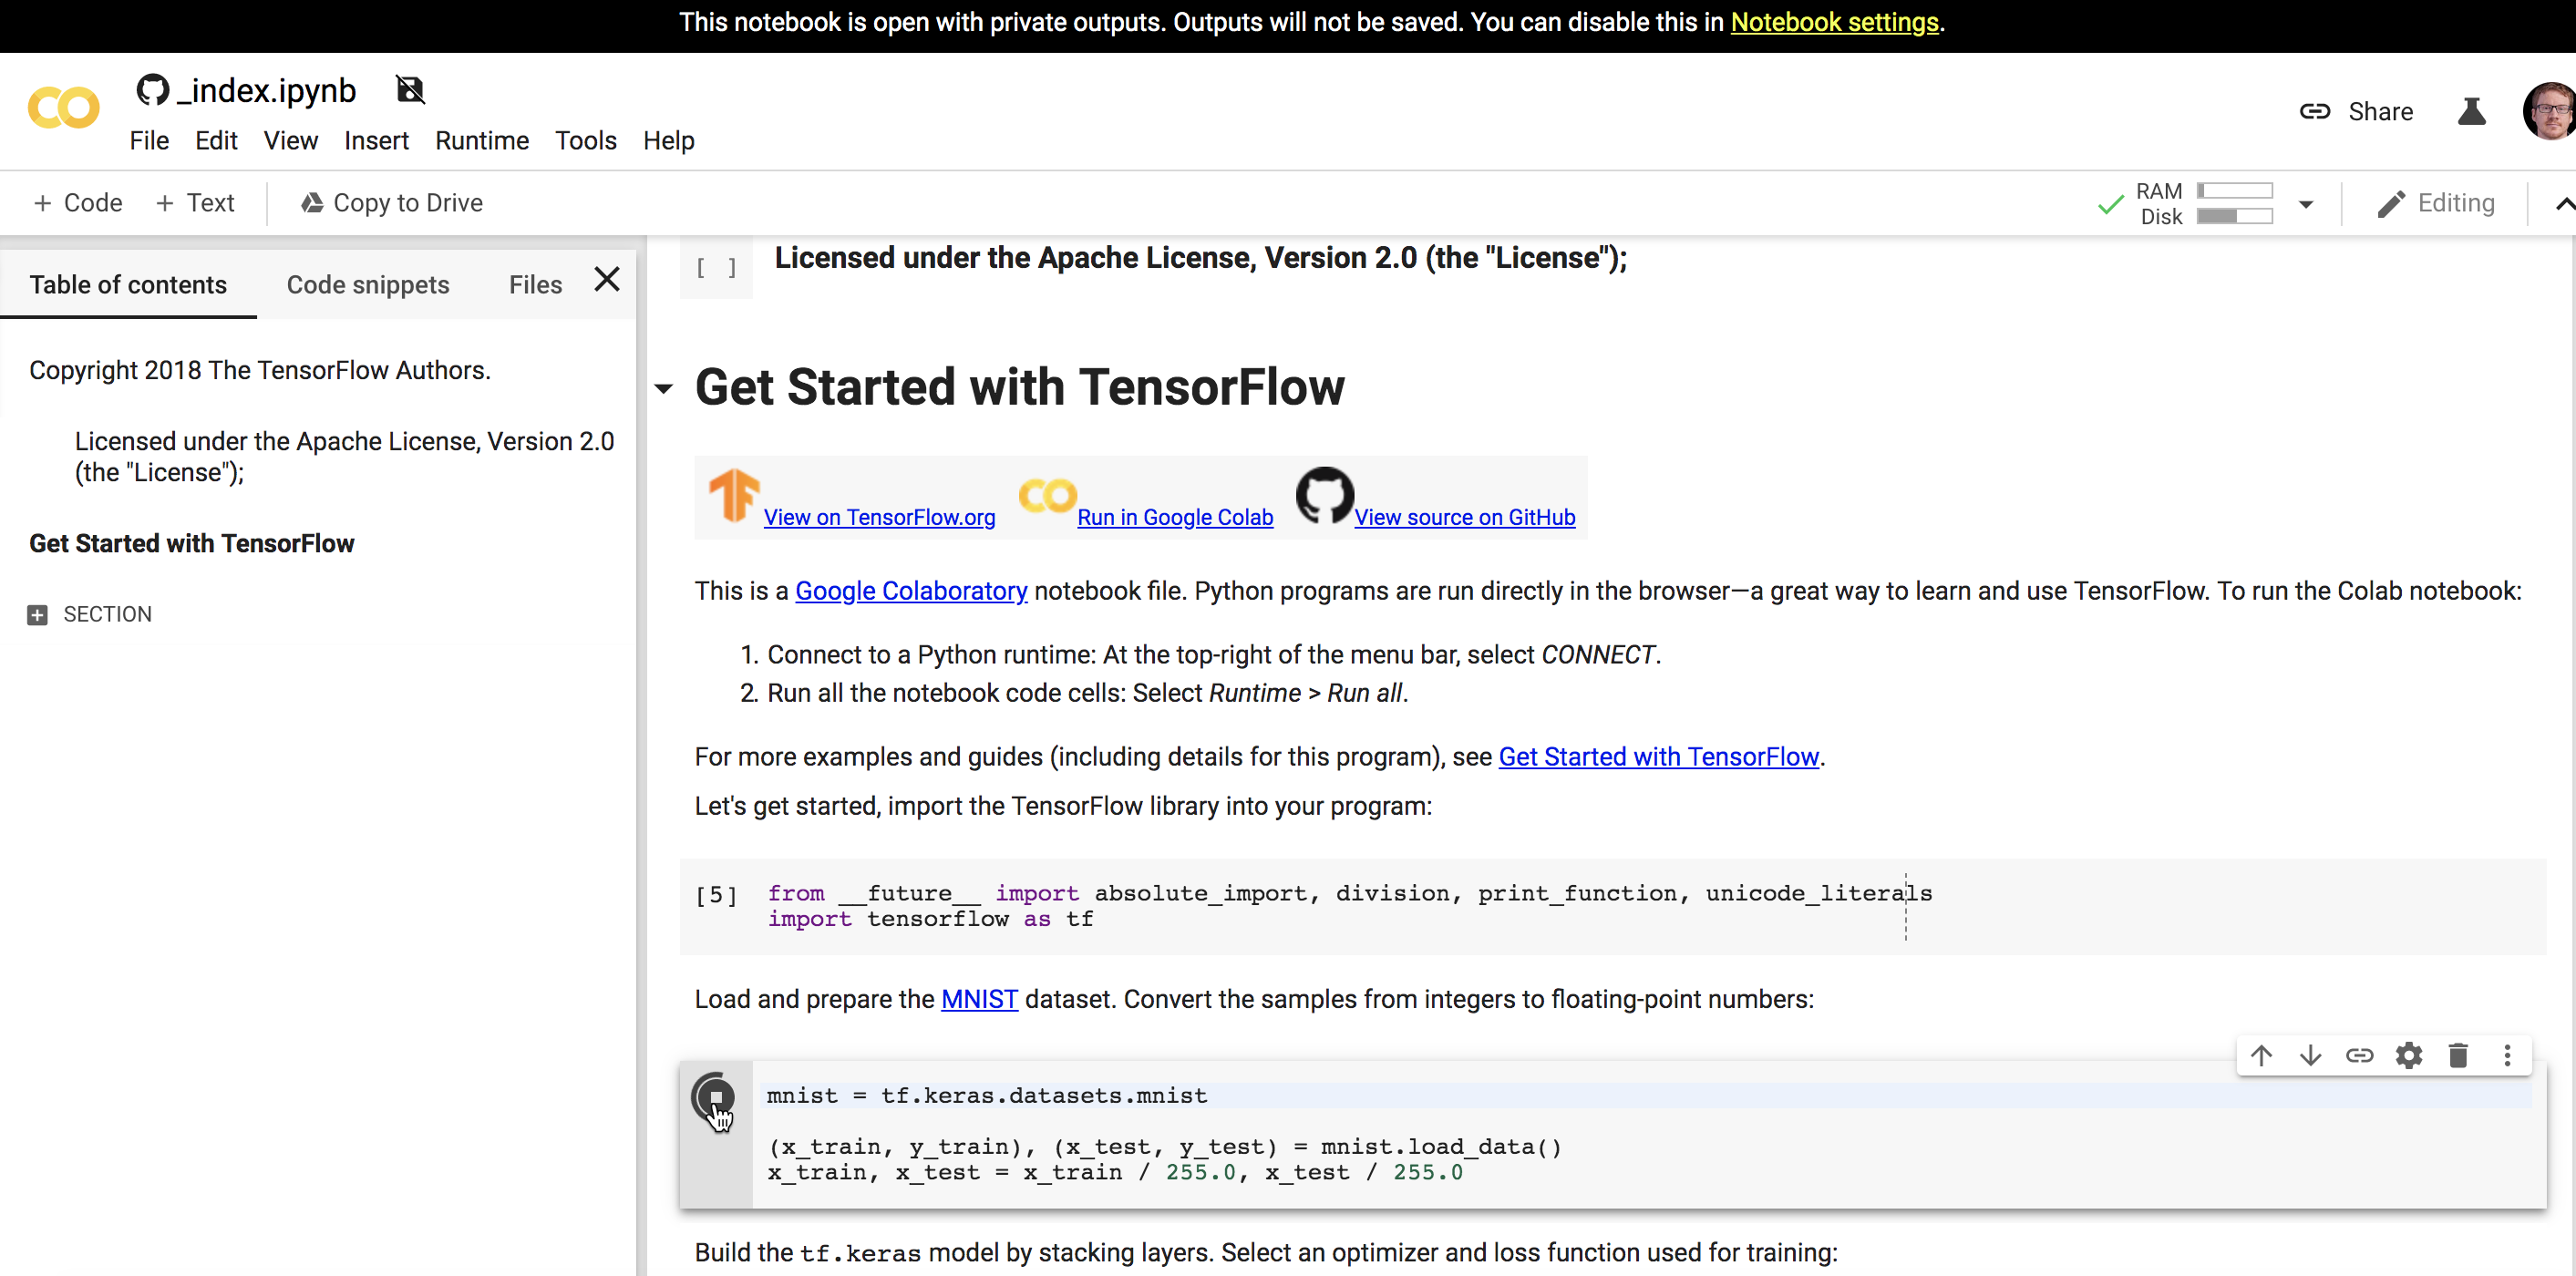 This notebook is open with private outputs. Outputs will not be saved. You can disable this in Notebook settings.
_index.ipynb
Share
File Edit View Insert Runtime Tools Help
+ Code + Text Copy to Drive
RAM
Disk
Editing
Table of contents Code snippets Files
Copyright 2018 The TensorFlow Authors.
Licensed under the Apache License, Version 2.0
(the "License");
Get Started with TensorFlow
SECTION
[ ] Licensed under the Apache License, Version 2.0 (the "License");
Get Started with TensorFlow
View on TensorFlow.org Run in Google Colab View source on GitHub
This is a Google Colaboratory notebook file. Python programs are run directly in the browser—a great way to learn and use TensorFlow. To run the Colab notebook:
1. Connect to a Python runtime: At the top-right of the menu bar, select CONNECT.
2. Run all the notebook code cells: Select Runtime > Run all.
For more examples and guides (including details for this program), see Get Started with TensorFlow.
Let's get started, import the TensorFlow library into your program:
[5] from __future__ import absolute_import, division, print_function, unicode_literals
import tensorflow as tf
Load and prepare the MNIST dataset. Convert the samples from integers to floating-point numbers:
mnist = tf.keras.datasets.mnist
(x_train, y_train), (x_test, y_test) = mnist.load_data()
x_train, x_test = x_train / 255.0, x_test / 255.0
Build the tf.keras model by stacking layers. Select an optimizer and loss function used for training: